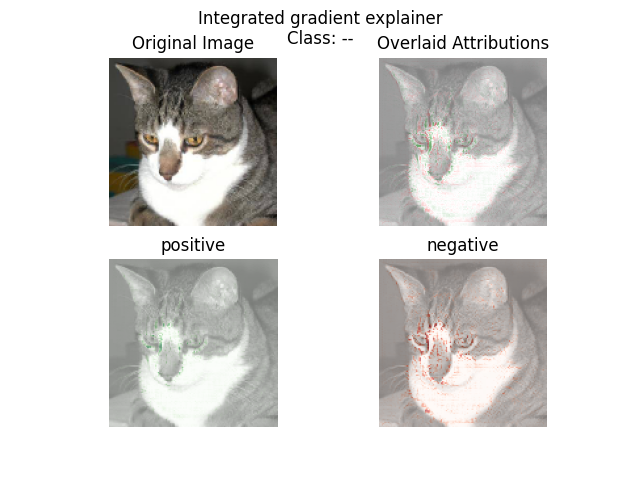 Integrated gradient explainer
Class: --
Original Image
Overlaid Attributions
positive
negative